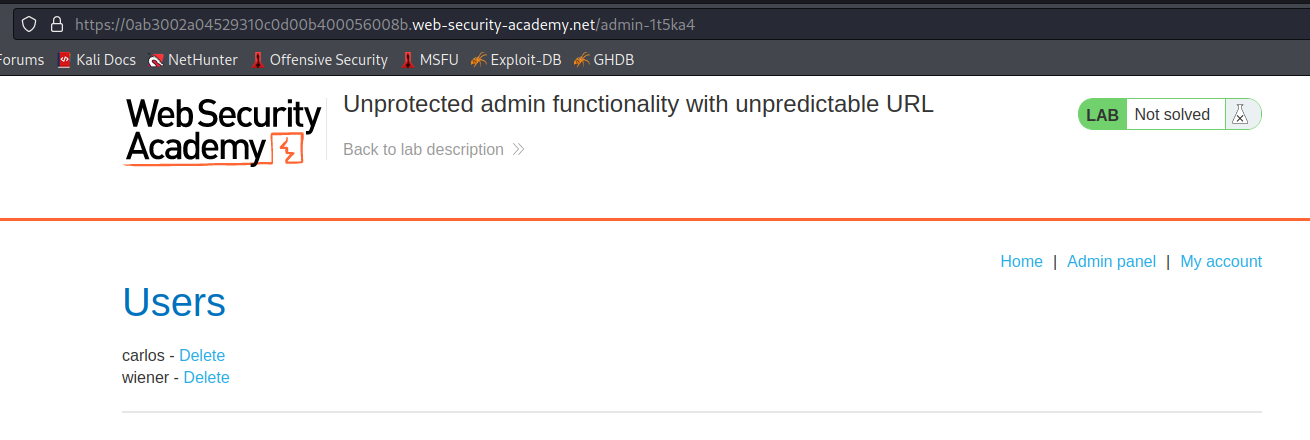 https://0ab3002a04529310c0d00b400056008b.web-security-academy.net/admin-1t5ka4
Forums Kali Docs NetHunter Offensive Security MSFU Exploit-DB GHDB
Web Security
Academy
Unprotected admin functionality with unpredictable URL
Back to lab description
LAB Not solved
Home | Admin panel | My account
Users
carlos - Delete
wiener - Delete